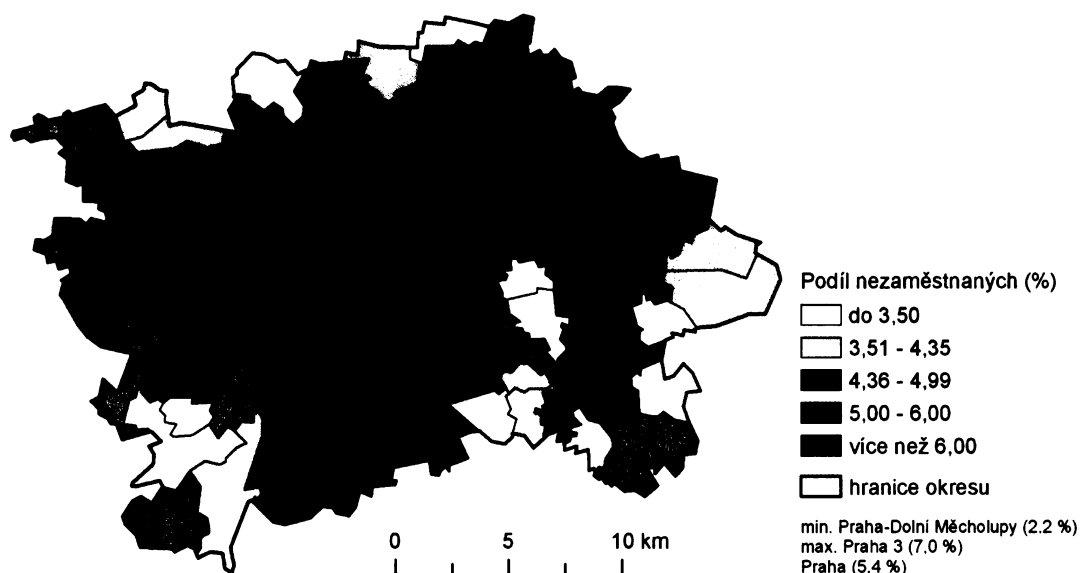 Podíl nezaměstnaných (%)
do 3,50
3,51 - 4,35
4,36 - 4,99
5,00 - 6,00
více než 6,00
hranice okresu
min. Praha-Dolní Měcholupy (2.2 %)
max. Praha 3 (7,0 %)
Praha (5,4 %)
0 5 10 km